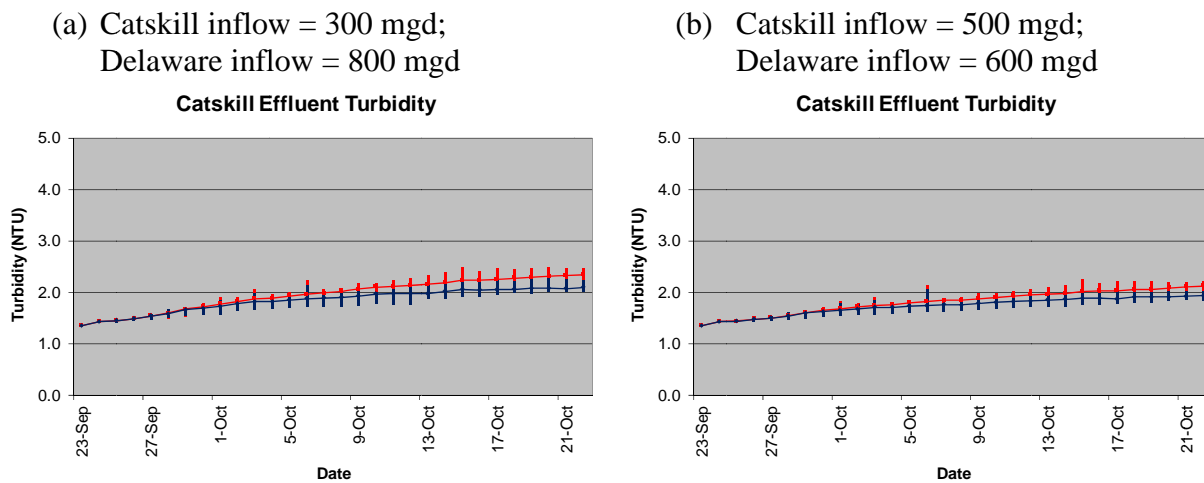 (a) Catskill inflow = 300 mgd;
Delaware inflow = 800 mgd
Catskill Effluent Turbidity
5.0
4.0
3.0
2.0
1.0
0.0
Turbidity (NTU)
23-Sep
27-Sep
1-Oct
5-Oct
9-Oct
13-Oct
17-Oct
21-Oct
Date
(b) Catskill inflow = 500 mgd;
Delaware inflow = 600 mgd
Catskill Effluent Turbidity
5.0
4.0
3.0
2.0
1.0
0.0
Turbidity (NTU)
23-Sep
27-Sep
1-Oct
5-Oct
9-Oct
13-Oct
17-Oct
21-Oct
Date